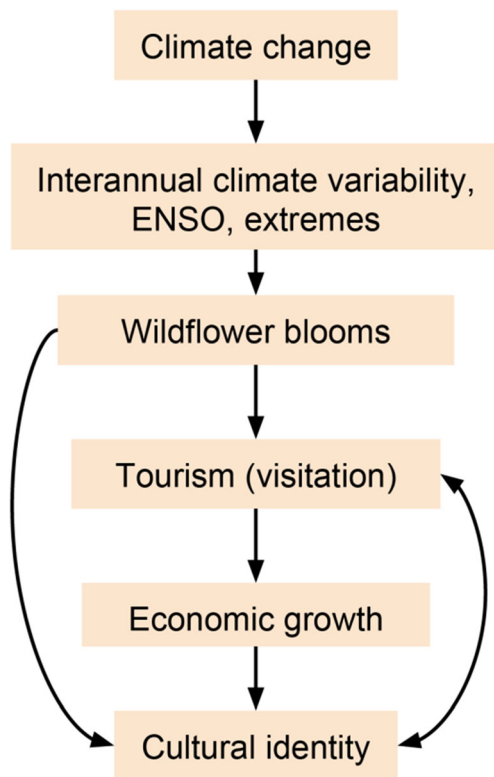 Climate change
Interannual climate variability,
ENSO, extremes
Wildflower blooms
Tourism (visitation)
Economic growth
Cultural identity